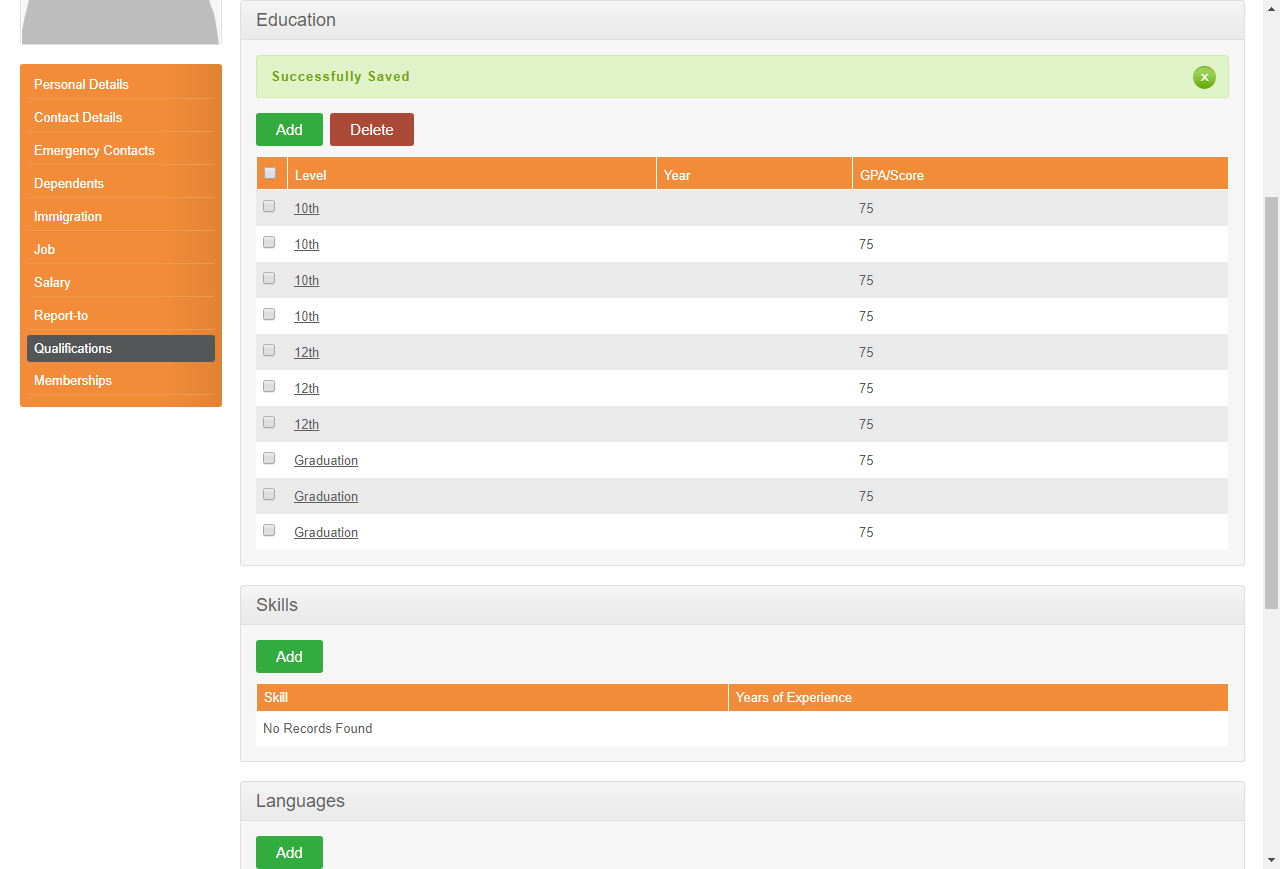 Education
Successfully Saved
x
Add Delete
Level Year GPA/Score
10th 75
10th 75
10th 75
10th 75
12th 75
12th 75
12th 75
Graduation 75
Graduation 75
Graduation 75
Skills
Add
Skill Years of Experience
No Records Found
Languages
Add
Personal Details
Contact Details
Emergency Contacts
Dependents
Immigration
Job
Salary
Report-to
Qualifications
Memberships